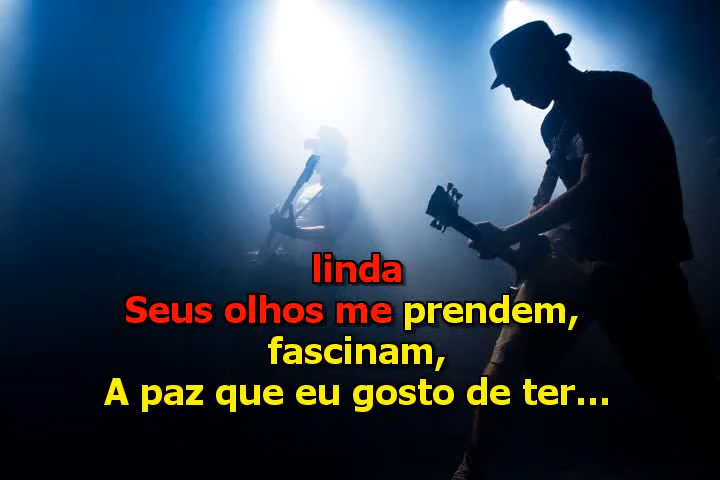 linda
Seus olhos me prendem,
fascinam,
A paz que eu gosto de ter...